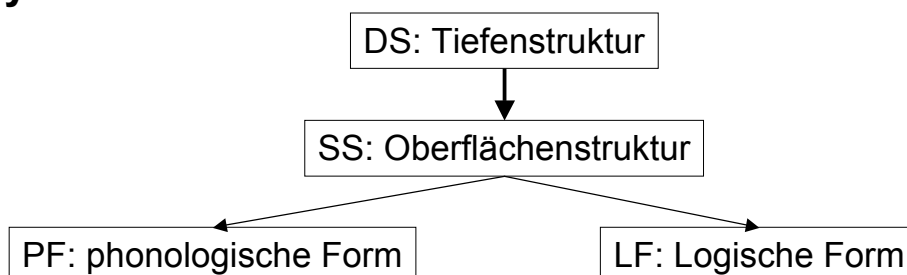 DS: Tiefenstruktur
SS: Oberflächenstruktur
PF: phonologische Form
LF: Logische Form